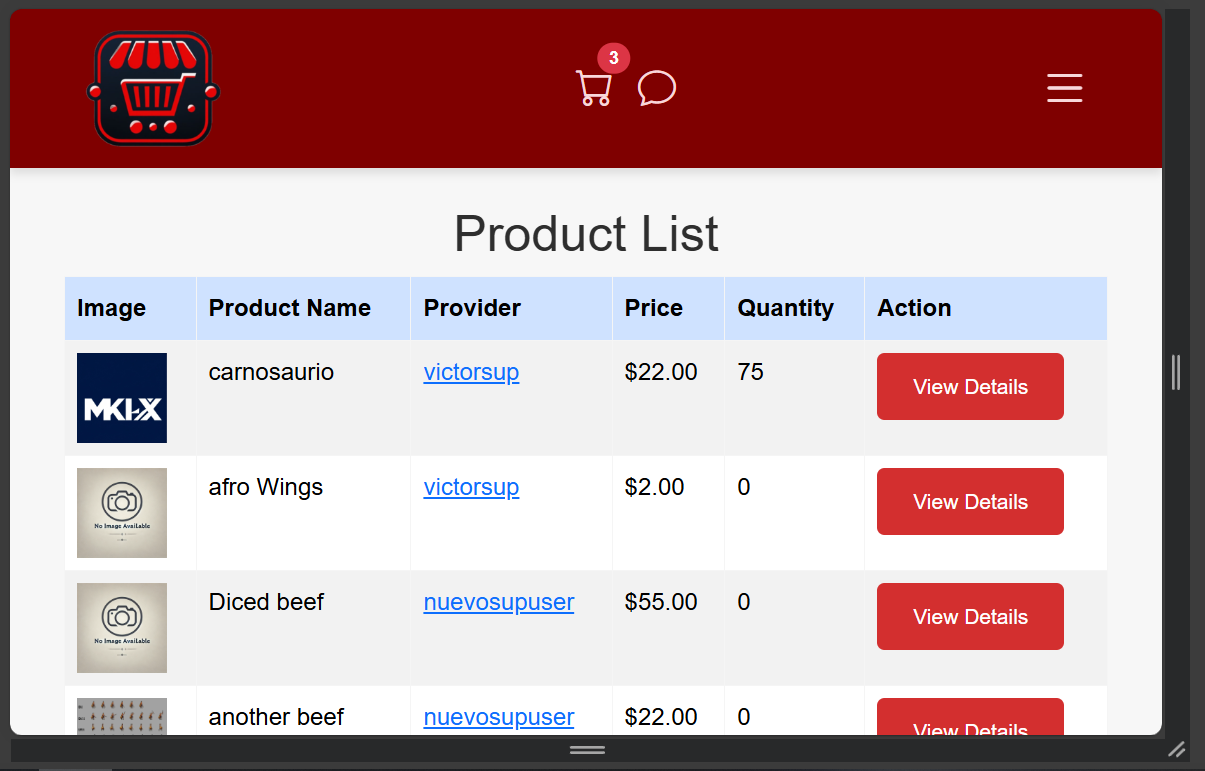 3
Product List
Image Product Name Provider Price Quantity Action
MKLX
carnosaurio victorsup $22.00 75 View Details
No Image Available
afro Wings victorsup $2.00 0 View Details
No Image Available
Diced beef nuevosupuser $55.00 0 View Details
another beef nuevosupuser $22.00 0 View Details